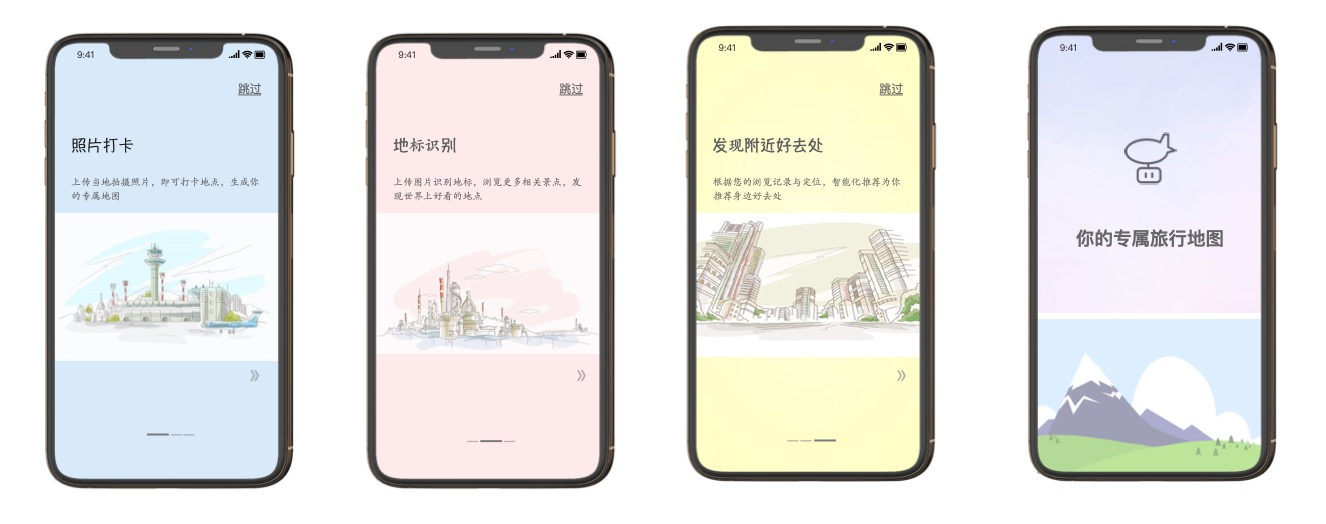 9:41
跳过
照片打卡
上传当地拍摄照片，即可打卡地点，生成你
的专属地图
9:41
跳过
地标识别
上传图片识别地标，浏览更多相关景点，发
现世界上好看的地点
9:41
跳过
发现附近好去处
根据您的浏览记录与定位，智能化推荐为你
推荐身边好去处
9:41
你的专属旅行地图